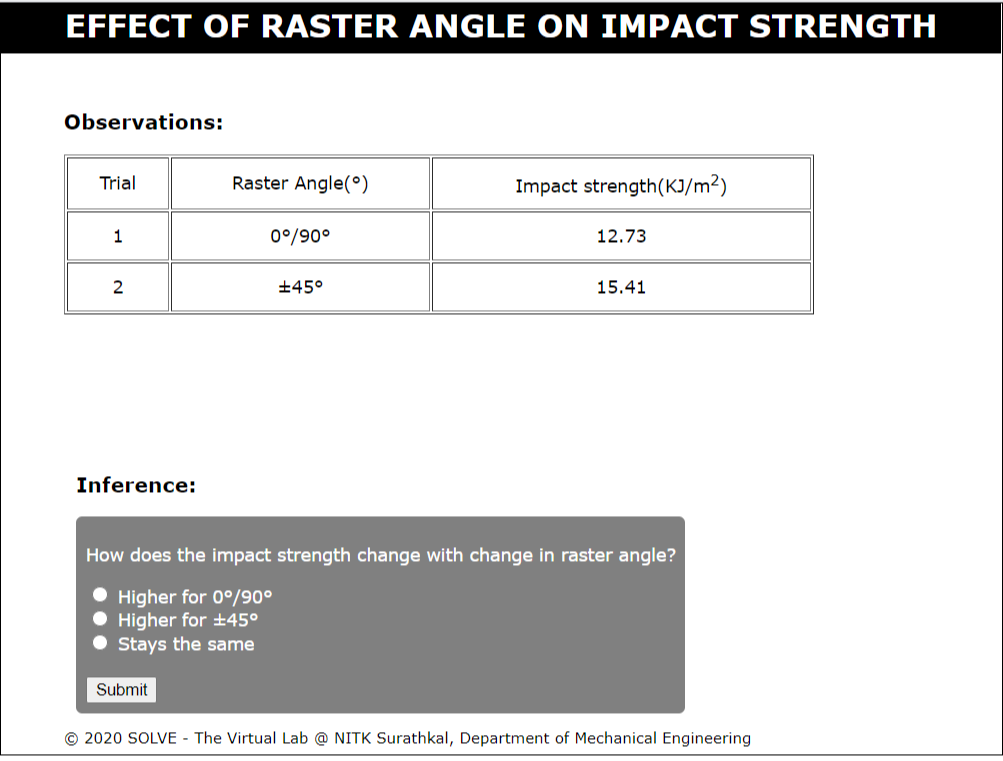 EFFECT OF RASTER ANGLE ON IMPACT STRENGTH
Observations:
Trial Raster Angle(°) Impact strength(KJ/m²)
1 0°/90° 12.73
2 ±45° 15.41
Inference:
How does the impact strength change with change in raster angle?
Higher for 0°/90°
Higher for ±45°
Stays the same
Submit
© 2020 SOLVE - The Virtual Lab @ NITK Surathkal, Department of Mechanical Engineering